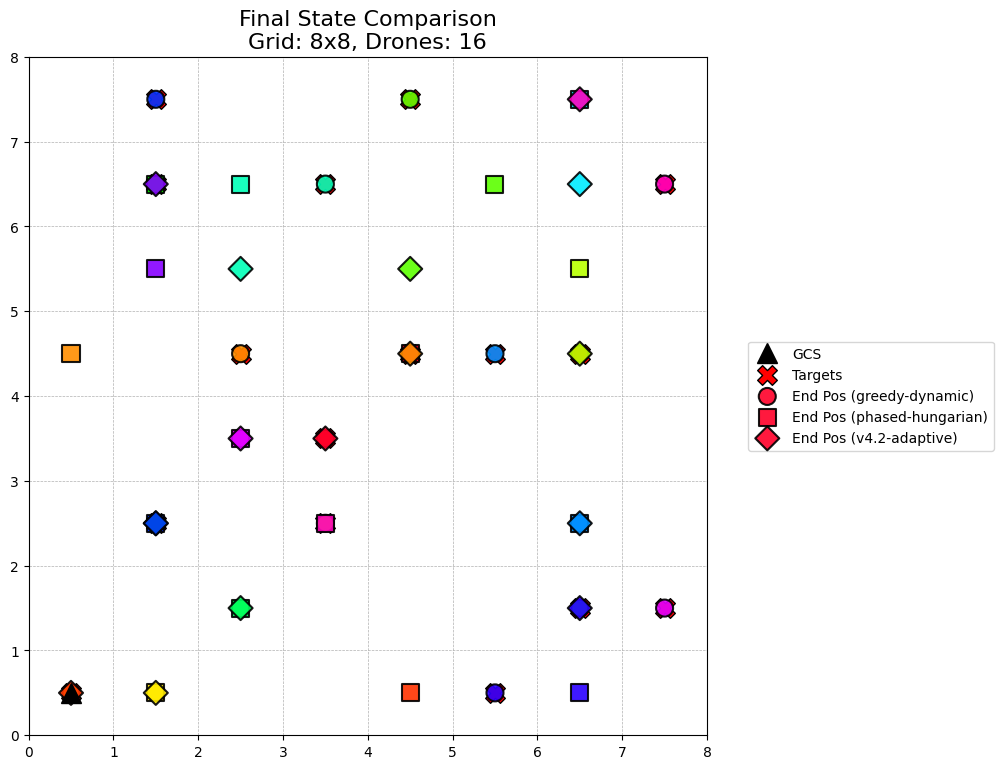 Final State Comparison
Grid: 8x8, Drones: 16
8
7
6
5
4
3
2
1
0
0 1 2 3 4 5 6 7 8
GCS
Targets
End Pos (greedy-dynamic)
End Pos (phased-hungarian)
End Pos (v4.2-adaptive)